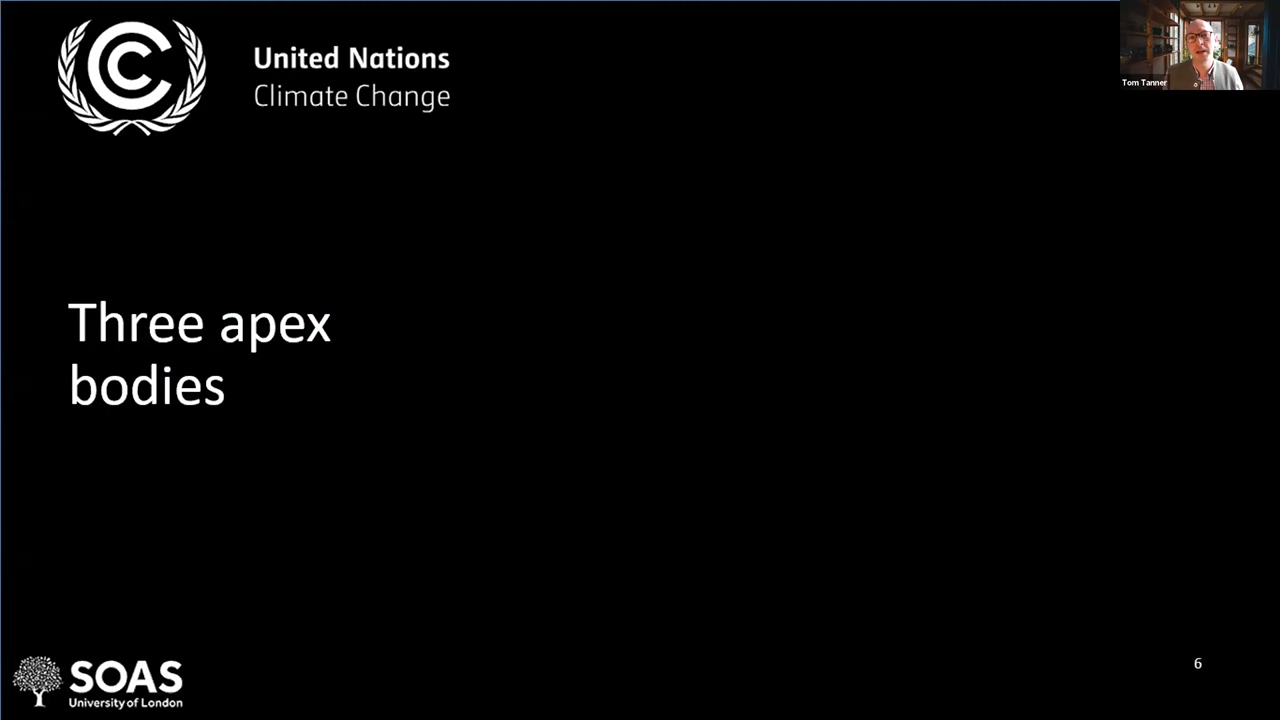 United Nations
Climate Change
Tom Tanner
Three apex
bodies
SOAS
University of London
6